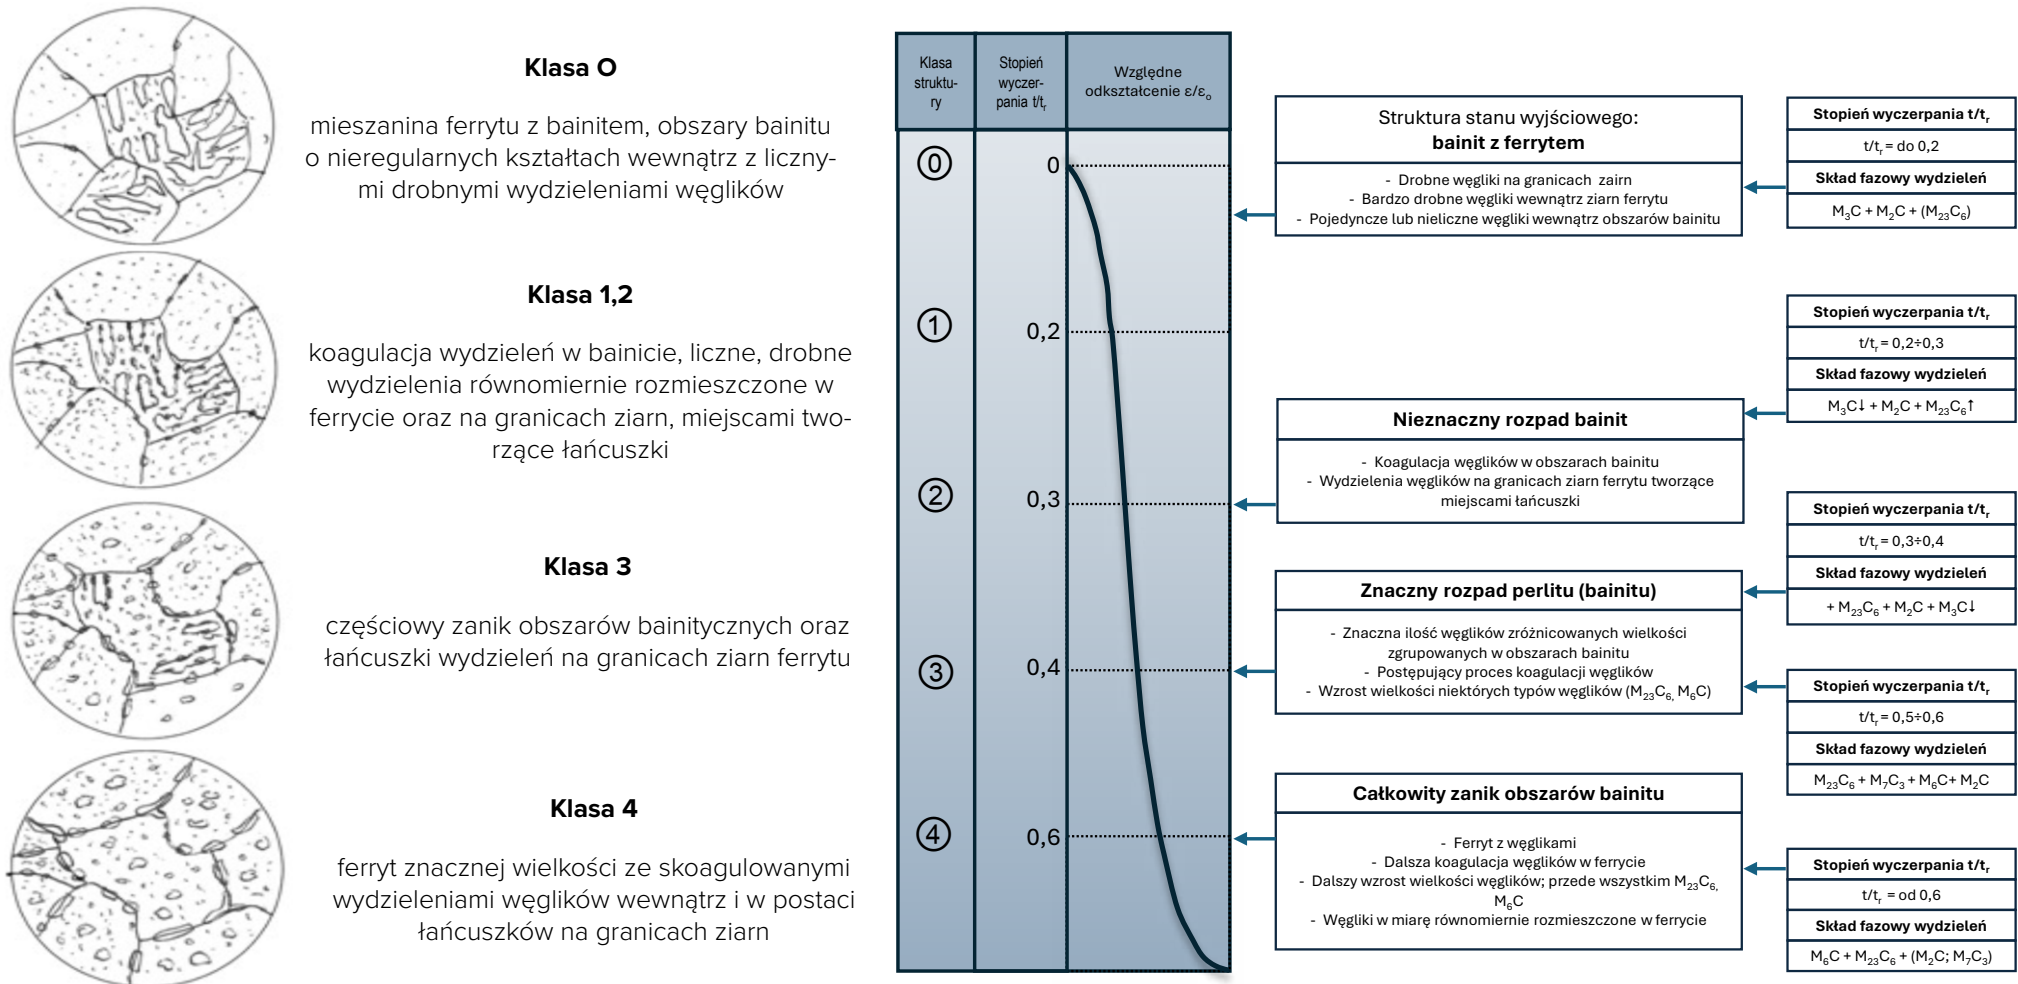 Klasa O
mieszanina ferrytu z bainitem, obszary bainitu
o nieregularnych kształtach wewnątrz z liczny-
mi drobnymi wydzieleniami węglików
Klasa 1,2
koagulacja wydzieleń w bainicie, liczne, drobne
wydzielenia równomiernie rozmieszczone w
ferrycie oraz na granicach ziarn, miejscami two-
rzące łańcuszki
Klasa 3
częściowy zanik obszarów bainitycznych oraz
łańcuszki wydzieleń na granicach ziarn ferrytu
Klasa 4
ferryt znacznej wielkości ze skoagulowanymi
wydzieleniami węglików wewnątrz i w postaci
łańcuszków na granicach ziarn
Klasa
struktu-
ry
Stopień
wyczer-
pania t/tᵣ
Względne
odkształcenie ε/εₒ
0
0
1
0,2
2
0,3
3
0,4
4
0,6
Struktura stanu wyjściowego:
bainit z ferrytem
- Drobne węgliki na granicach zairn
- Bardzo drobne węgliki wewnątrz ziarn ferrytu
- Pojedyncze lub nieliczne węgliki wewnątrz obszarów bainitu
Nieznaczny rozpad bainit
- Koagulacja węglików w obszarach bainitu
- Wydzielenia węglików na granicach ziarn ferrytu tworzące
miejscami łańcuszki
Znaczny rozpad perlitu (bainitu)
- Znaczna ilość węglików zróżnicowanych wielkości
zgrupowanych w obszarach bainitu
- Postępujący proces koagulacji węglików
- Wzrost wielkości niektórych typów węglików (M₂₃C₆, M₆C)
Całkowity zanik obszarów bainitu
- Ferryt z węglikami
- Dalsza koagulacja węglików w ferrycie
- Dalszy wzrost wielkości węglików; przede wszystkim M₂₃C₆,
M₆C
- Węgliki w miarę równomiernie rozmieszczone w ferrycie
Stopień wyczerpania t/tᵣ
t/tᵣ = do 0,2
Skład fazowy wydzieleń
M₃C + M₂C + (M₂₃C₆)
Stopień wyczerpania t/tᵣ
t/tᵣ = 0,2÷0,3
Skład fazowy wydzieleń
M₃C↓ + M₂C + M₂₃C₆↑
Stopień wyczerpania t/tᵣ
t/tᵣ = 0,3÷0,4
Skład fazowy wydzieleń
+ M₂₃C₆ + M₂C + M₃C↓
Stopień wyczerpania t/tᵣ
t/tᵣ = 0,5÷0,6
Skład fazowy wydzieleń
M₂₃C₆ + M₇C₃ + M₆C+ M₂C
Stopień wyczerpania t/tᵣ
t/tᵣ = od 0,6
Skład fazowy wydzieleń
M₆C + M₂₃C₆ + (M₂C; M₇C₃)